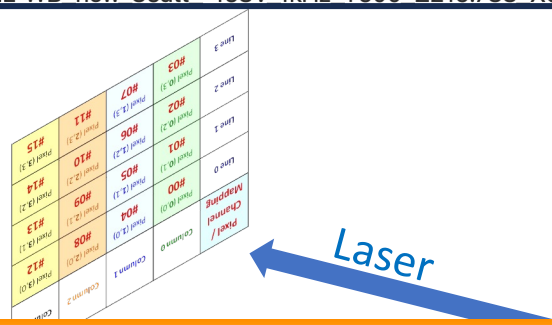 Pixel /
Channel
Mapping
Column 0
Column 1
Column 2
Line 0
Pixel (0,0)
#00
Pixel (1,0)
#04
Pixel (2,0)
#08
Pixel (3,0)
#12
Line 1
Pixel (0,1)
#01
Pixel (1,1)
#05
Pixel (2,1)
#09
Pixel (3,1)
#13
Line 2
Pixel (0,2)
#02
Pixel (1,2)
#06
Pixel (2,2)
#10
Pixel (3,2)
#14
Line 3
Pixel (0,3)
#03
Pixel (1,3)
#07
Pixel (2,3)
#11
Pixel (3,3)
#15
Laser